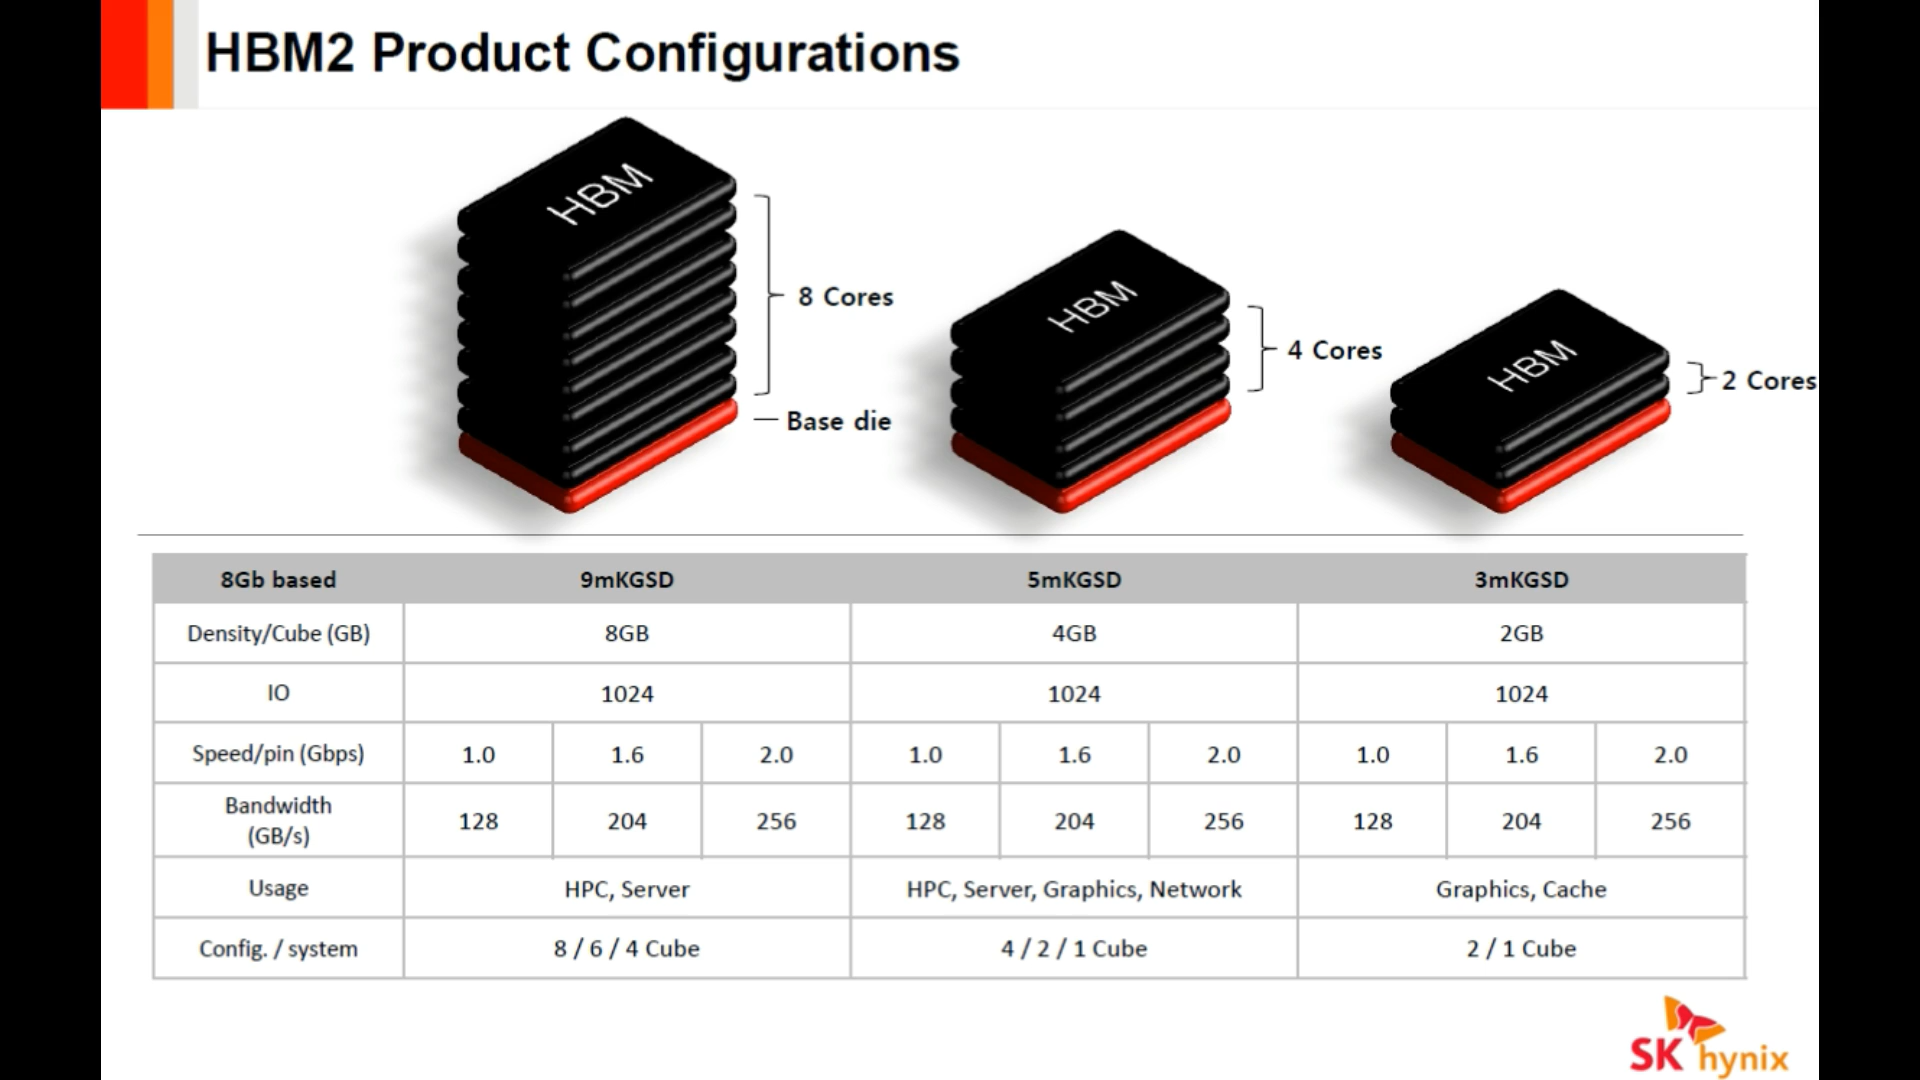 HBM2 Product Configurations
HBM
8 Cores
Base die
HBM
4 Cores
HBM
2 Cores
8Gb based 9mKGSD 5mKGSD 3mKGSD
Density/Cube (GB) 8GB 4GB 2GB
IO 1024 1024 1024
Speed/pin (Gbps) 1.0 1.6 2.0 1.0 1.6 2.0 1.0 1.6 2.0
Bandwidth
(GB/s) 128 204 256 128 204 256 128 204 256
Usage HPC, Server HPC, Server, Graphics, Network Graphics, Cache
Config. / system 8 / 6 / 4 Cube 4 / 2 / 1 Cube 2 / 1 Cube
SK hynix